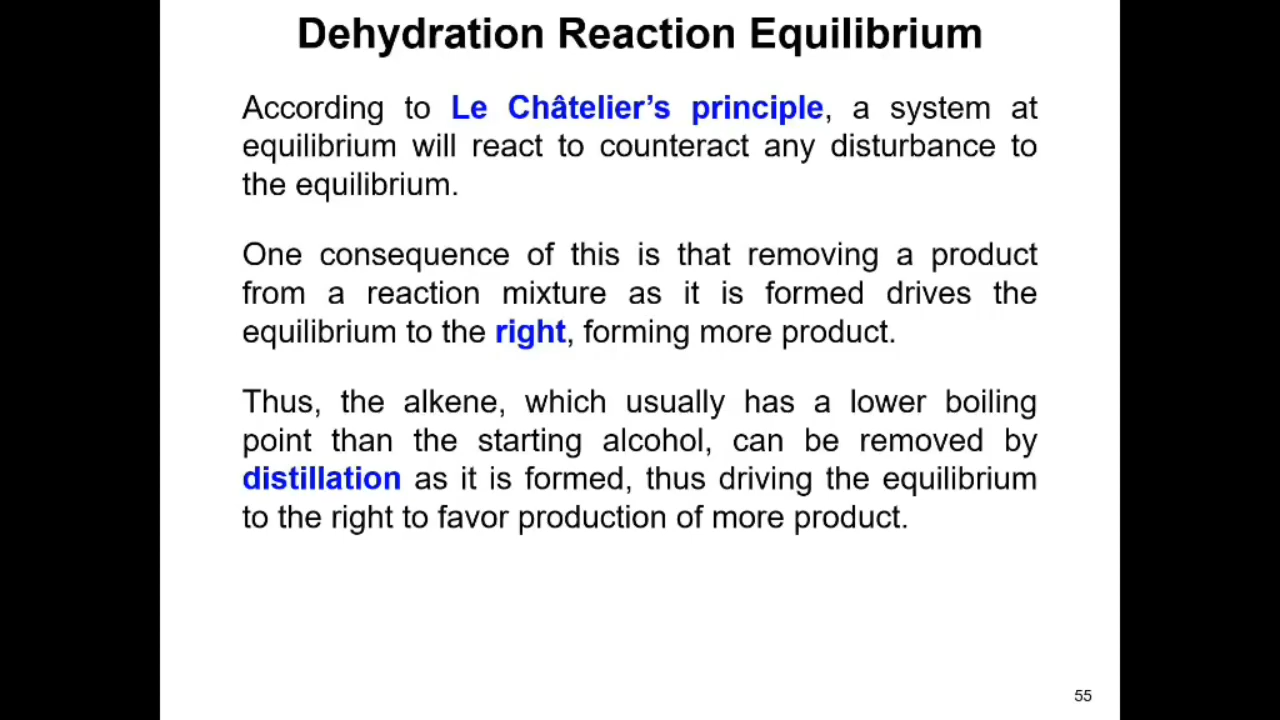 Dehydration Reaction Equilibrium
According to Le Châtelier’s principle, a system at
equilibrium will react to counteract any disturbance to
the equilibrium.
One consequence of this is that removing a product
from a reaction mixture as it is formed drives the
equilibrium to the right, forming more product.
Thus, the alkene, which usually has a lower boiling
point than the starting alcohol, can be removed by
distillation as it is formed, thus driving the equilibrium
to the right to favor production of more product.
55